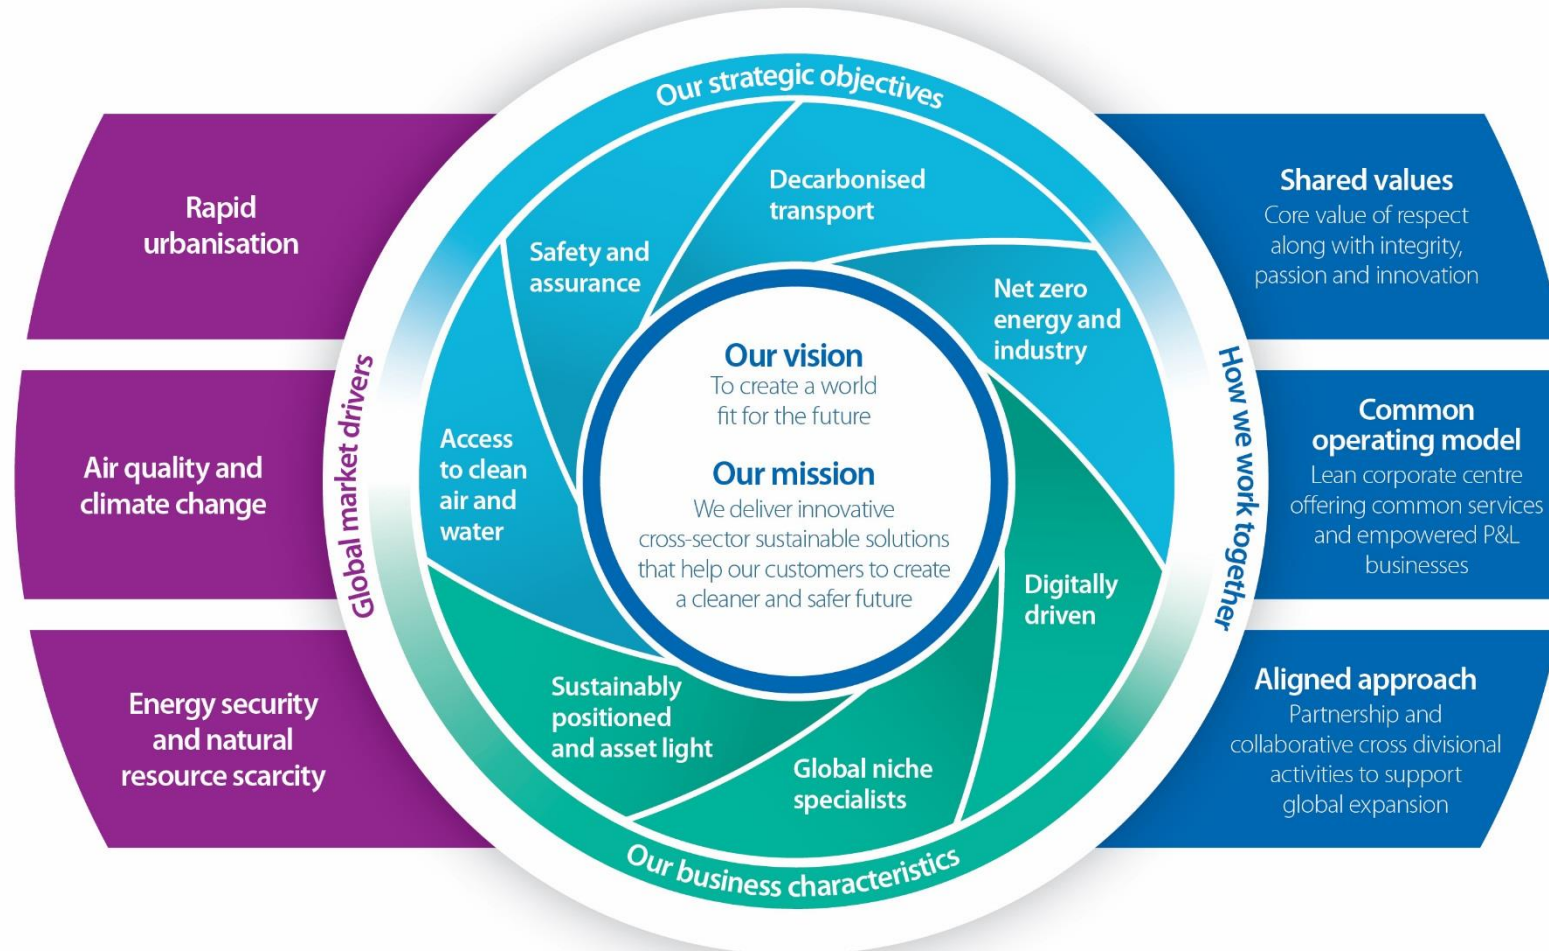 Our strategic objectives
Global market drivers
Rapid
urbanisation
Air quality and
climate change
Energy security
and natural
resource scarcity
Safety and
assurance
Decarbonised
transport
Net zero
energy and
industry
Access
to clean
air and
water
Our vision
To create a world
fit for the future
Our mission
We deliver innovative
cross-sector sustainable solutions
that help our customers to create
a cleaner and safer future
Digitally
driven
Sustainably
positioned
and asset light
Global niche
specialists
Our business characteristics
How we work together
Shared values
Core value of respect
along with integrity,
passion and innovation
Common
operating model
Lean corporate centre
offering common services
and empowered P&L
businesses
Aligned approach
Partnership and
collaborative cross divisional
activities to support
global expansion